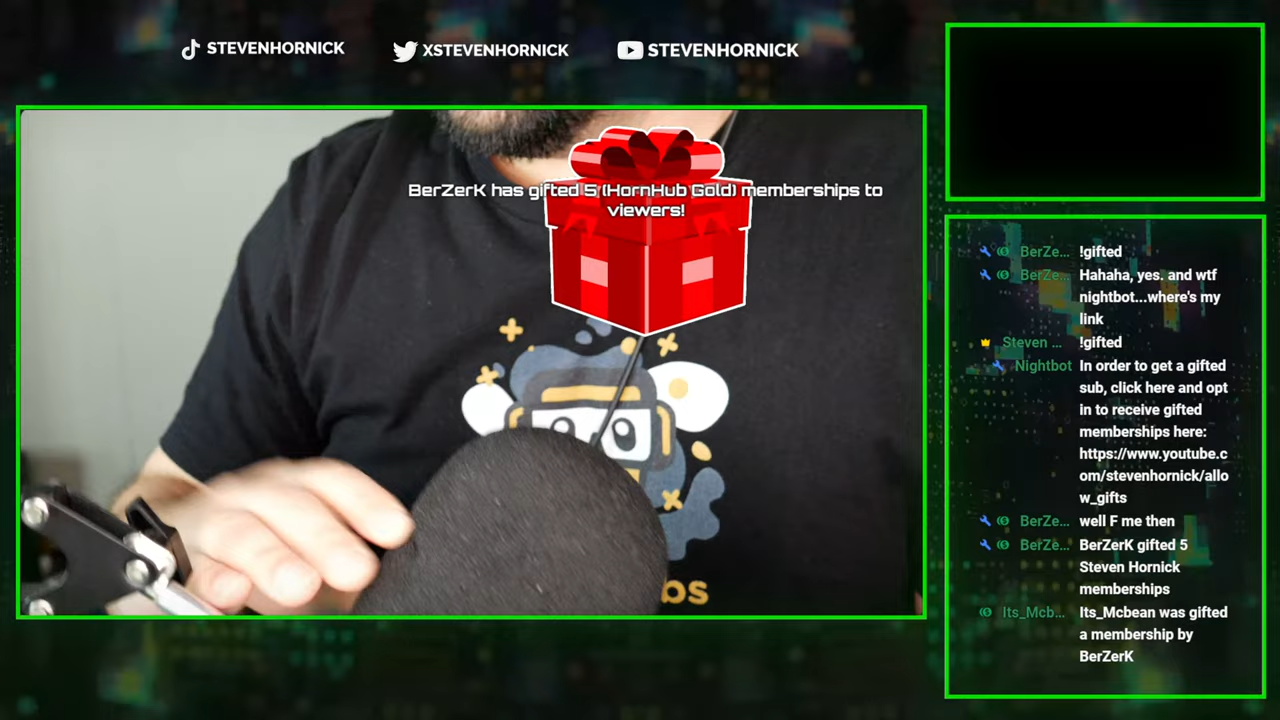 STEVENHORNICK
XSTEVENHORNICK
STEVENHORNICK
BerZerK has gifted 5 (HornHub Gold) memberships to
viewers!
BerZe... !gifted
BerZe... Hahaha, yes. and wtf
nightbot...where's my
link
Steven ... !gifted
Nightbot In order to get a gifted
sub, click here and opt
in to receive gifted
memberships here:
https://www.youtube.c
om/stevenhornick/allo
w_gifts
BerZe... well F me then
BerZe... BerZerK gifted 5
Steven Hornick
memberships
Its_Mcb... Its_Mcbean was gifted
a membership by
BerZerK